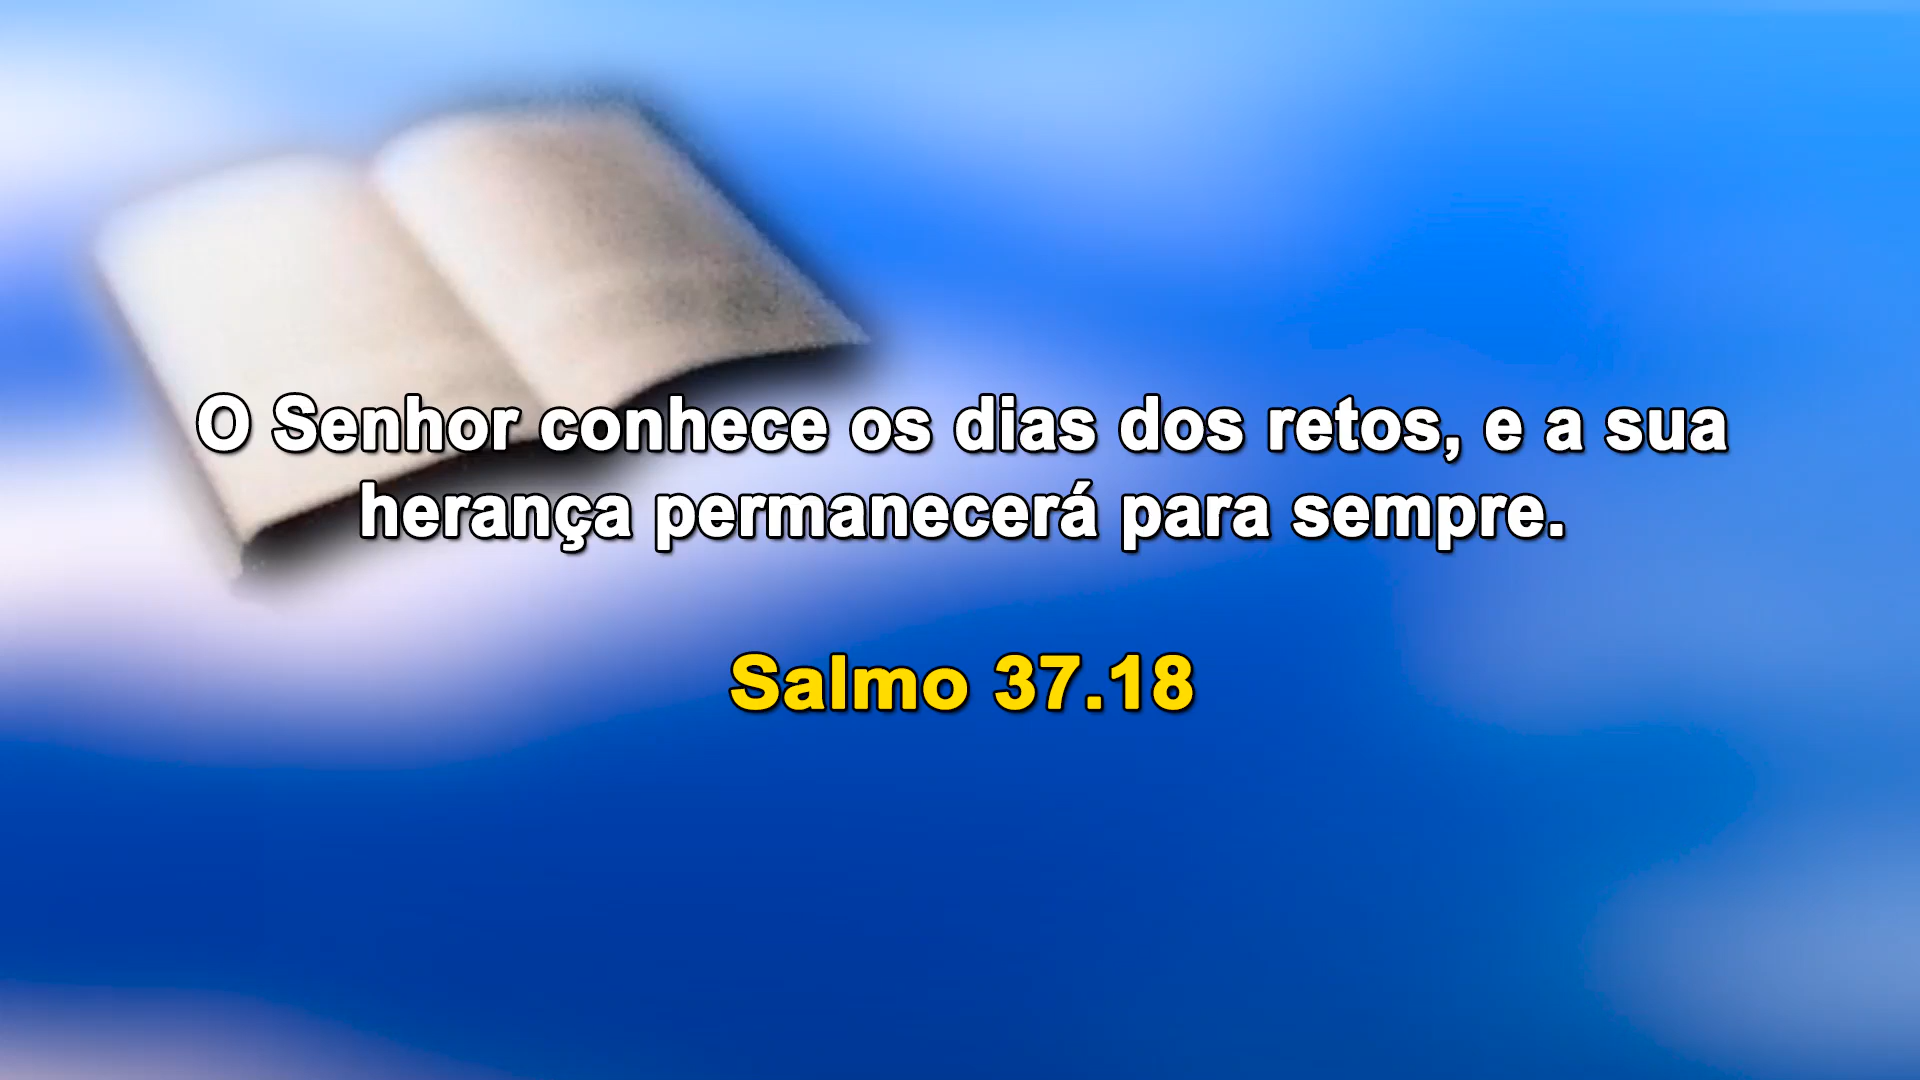 O Senhor conhece os dias dos retos, e a sua
herança permanecerá para sempre.
Salmo 37.18